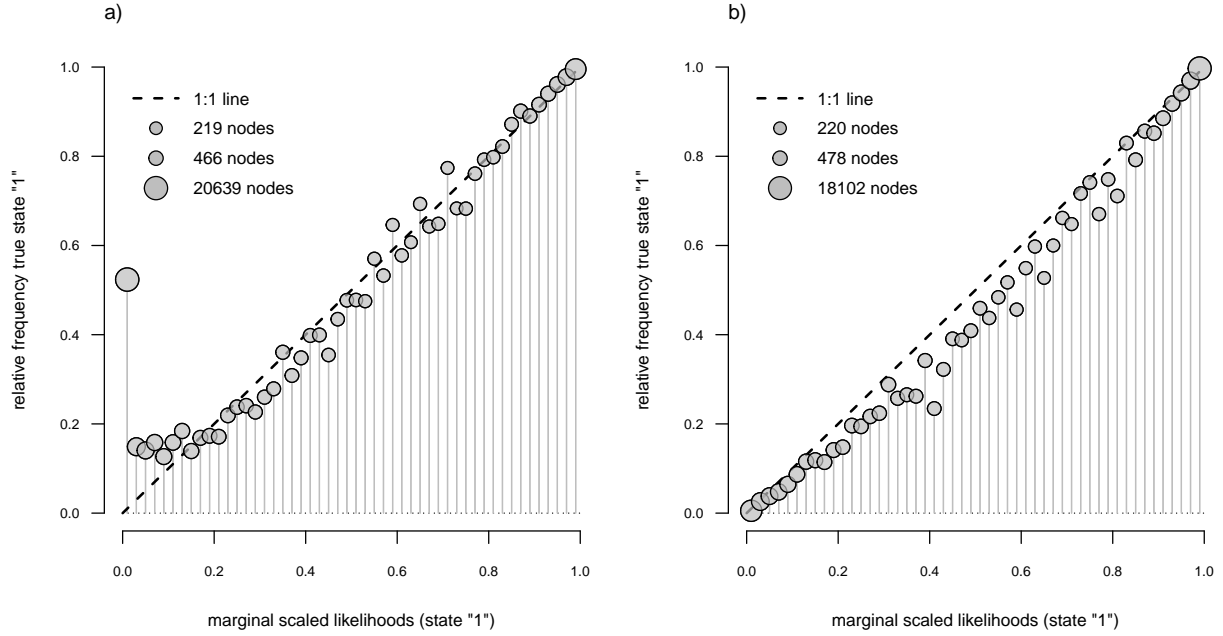 a)
relative frequency true state "1"
1.0
0.8
0.6
0.4
0.2
0.0
1:1 line
219 nodes
466 nodes
20639 nodes
0.0 0.2 0.4 0.6 0.8 1.0
marginal scaled likelihoods (state "1")
b)
relative frequency true state "1"
1.0
0.8
0.6
0.4
0.2
0.0
1:1 line
220 nodes
478 nodes
18102 nodes
0.0 0.2 0.4 0.6 0.8 1.0
marginal scaled likelihoods (state "1")